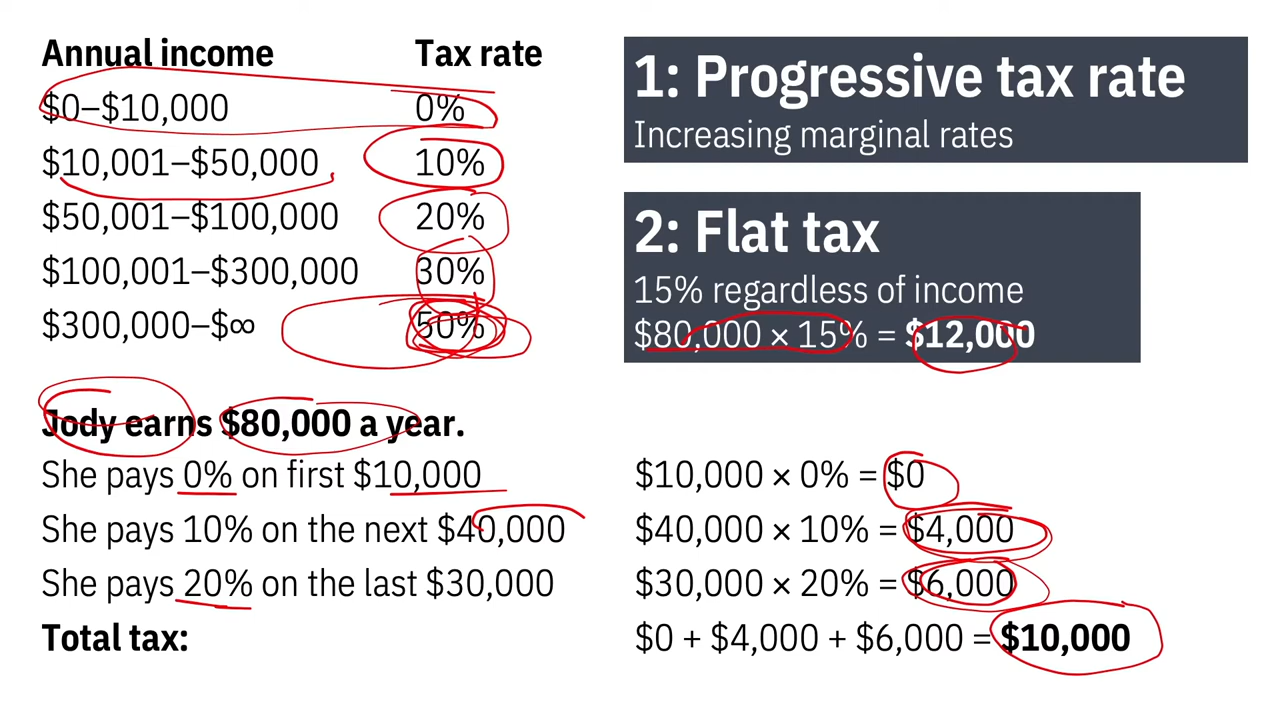 Annual income Tax rate
$0–$10,000 0%
$10,001–$50,000 10%
$50,001–$100,000 20%
$100,001–$300,000 30%
$300,000–$∞ 50%
1: Progressive tax rate
Increasing marginal rates
2: Flat tax
15% regardless of income
$80,000 × 15% = $12,000
Jody earns $80,000 a year.
She pays 0% on first $10,000 $10,000 × 0% = $0
She pays 10% on the next $40,000 $40,000 × 10% = $4,000
She pays 20% on the last $30,000 $30,000 × 20% = $6,000
Total tax: $0 + $4,000 + $6,000 = $10,000